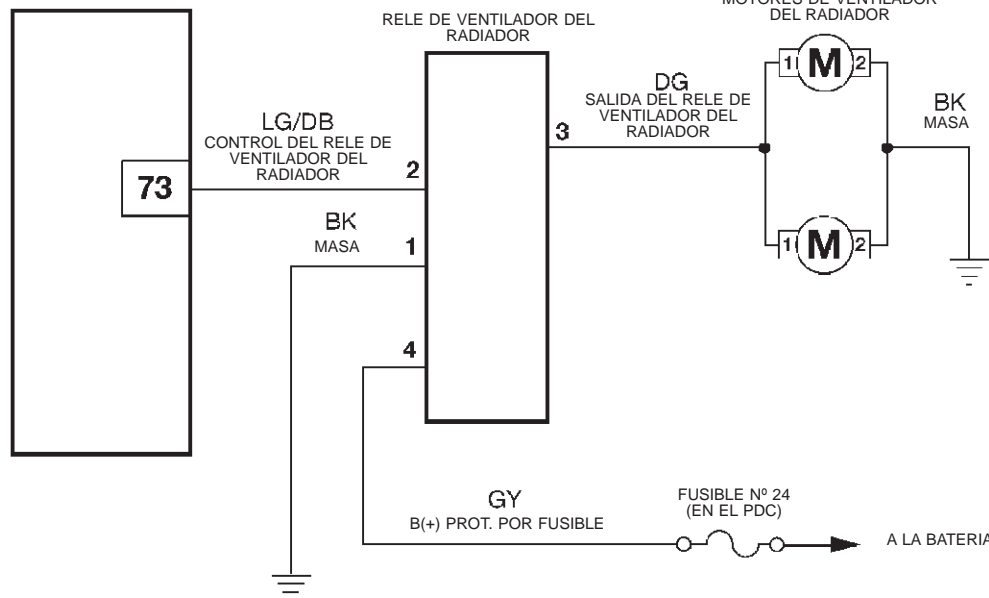 RELE DE VENTILADOR DEL
RADIADOR
MOTORES DE VENTILADOR
DEL RADIADOR
1
M
2
DG
SALIDA DEL RELE DE
VENTILADOR DEL
RADIADOR
3
BK
MASA
LG/DB
CONTROL DEL RELE DE
VENTILADOR DEL
RADIADOR
2
73
BK
MASA
1
1
M
2
4
GY
B(+) PROT. POR FUSIBLE
FUSIBLE Nº 24
(EN EL PDC)
A LA BATERIA